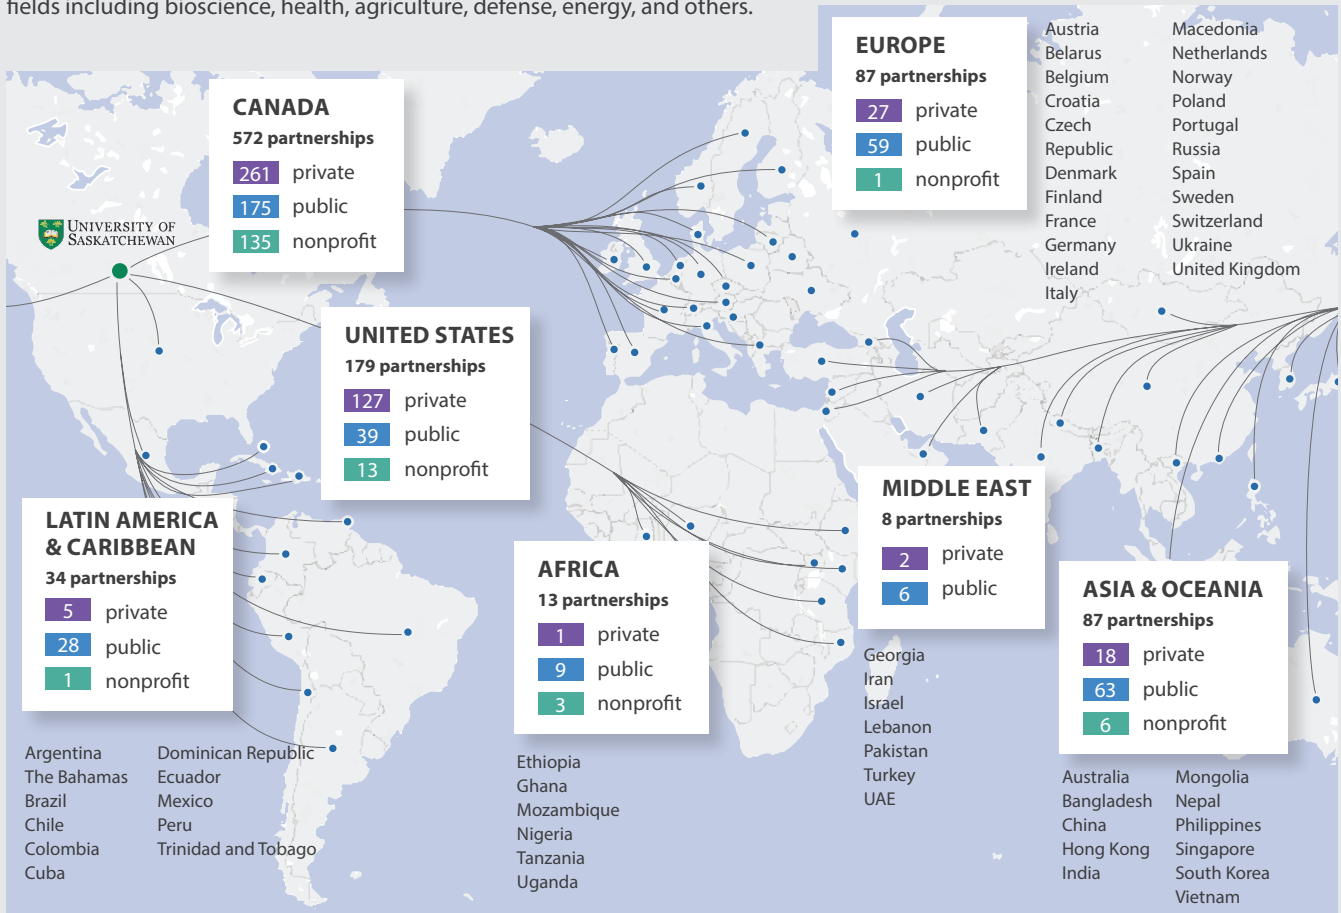 fields including bioscience, health, agriculture, defense, energy, and others.
UNIVERSITY OF
SASKATCHEWAN
CANADA
572 partnerships
261 private
175 public
135 nonprofit
UNITED STATES
179 partnerships
127 private
39 public
13 nonprofit
EUROPE
87 partnerships
27 private
59 public
1 nonprofit
Austria
Belarus
Belgium
Croatia
Czech
Republic
Denmark
Finland
France
Germany
Ireland
Italy
Macedonia
Netherlands
Norway
Poland
Portugal
Russia
Spain
Sweden
Switzerland
Ukraine
United Kingdom
LATIN AMERICA
& CARIBBEAN
34 partnerships
5 private
28 public
1 nonprofit
Argentina
The Bahamas
Brazil
Chile
Colombia
Cuba
Dominican Republic
Ecuador
Mexico
Peru
Trinidad and Tobago
AFRICA
13 partnerships
1 private
9 public
3 nonprofit
Ethiopia
Ghana
Mozambique
Nigeria
Tanzania
Uganda
MIDDLE EAST
8 partnerships
2 private
6 public
Georgia
Iran
Israel
Lebanon
Pakistan
Turkey
UAE
ASIA & OCEANIA
87 partnerships
18 private
63 public
6 nonprofit
Australia
Bangladesh
China
Hong Kong
India
Mongolia
Nepal
Philippines
Singapore
South Korea
Vietnam